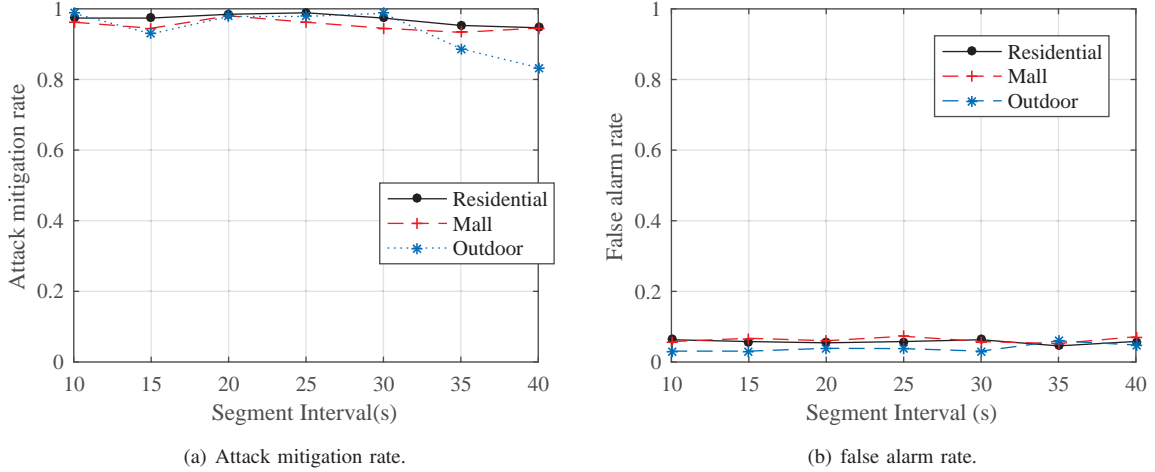 1
0.8
0.6
0.4
0.2
0
Attack mitigation rate
Residential
Mall
Outdoor
10 15 20 25 30 35 40
Segment Interval(s)
(a) Attack mitigation rate.
1
0.8
0.6
0.4
0.2
0
False alarm rate
Residential
Mall
Outdoor
10 15 20 25 30 35 40
Segment Interval (s)
(b) false alarm rate.